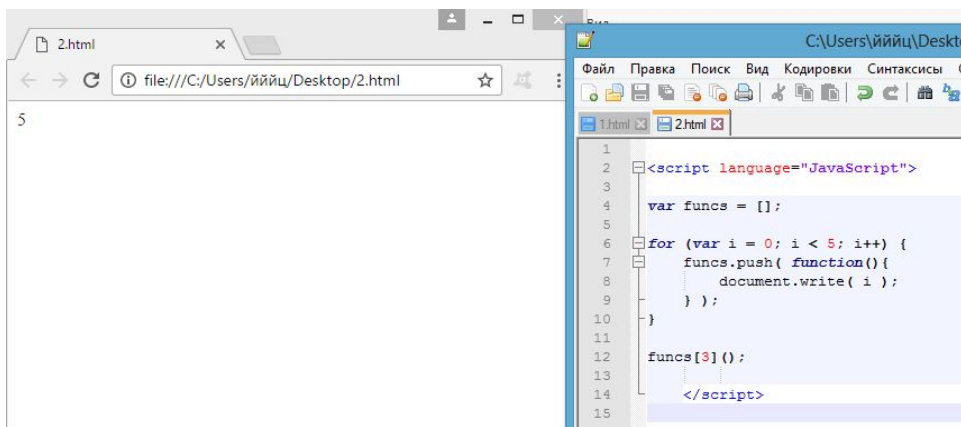 2.html
file:///C:/Users/йййц/Desktop/2.html
5
C:\Users\йййц\Deskto
Файл Правка Поиск Вид Кодировки Синтаксисы
1.html 2.html
1
2 <script language="JavaScript">
3
4 var funcs = [];
5
6 for (var i = 0; i < 5; i++) {
7 funcs.push( function(){
8 document.write( i );
9 } );
10 }
11
12 funcs[3]();
13
14 </script>
15